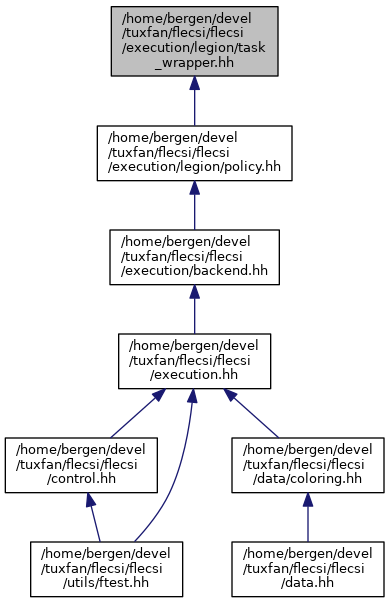 /home/bergen/devel
/tuxfan/flecsi/flecsi
/execution/legion/task
_wrapper.hh
/home/bergen/devel
/tuxfan/flecsi/flecsi
/execution/legion/policy.hh
/home/bergen/devel
/tuxfan/flecsi/flecsi
/execution/backend.hh
/home/bergen/devel
/tuxfan/flecsi/flecsi
/execution.hh
/home/bergen/devel
/tuxfan/flecsi/flecsi
/control.hh
/home/bergen/devel
/tuxfan/flecsi/flecsi
/data/coloring.hh
/home/bergen/devel
/tuxfan/flecsi/flecsi
/utils/ftest.hh
/home/bergen/devel
/tuxfan/flecsi/flecsi
/data.hh